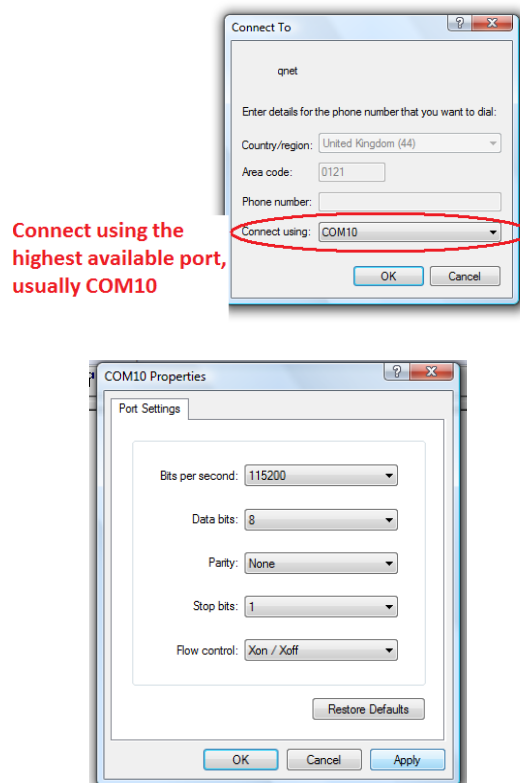 Connect To
qnet
Enter details for the phone number that you want to dial:
Country/region: United Kingdom (44)
Area code: 0121
Phone number:
Connect using: COM10
OK Cancel
Connect using the
highest available port,
usually COM10
COM10 Properties
Port Settings
Bits per second: 115200
Data bits: 8
Parity: None
Stop bits: 1
Flow control: Xon / Xoff
Restore Defaults
OK Cancel Apply